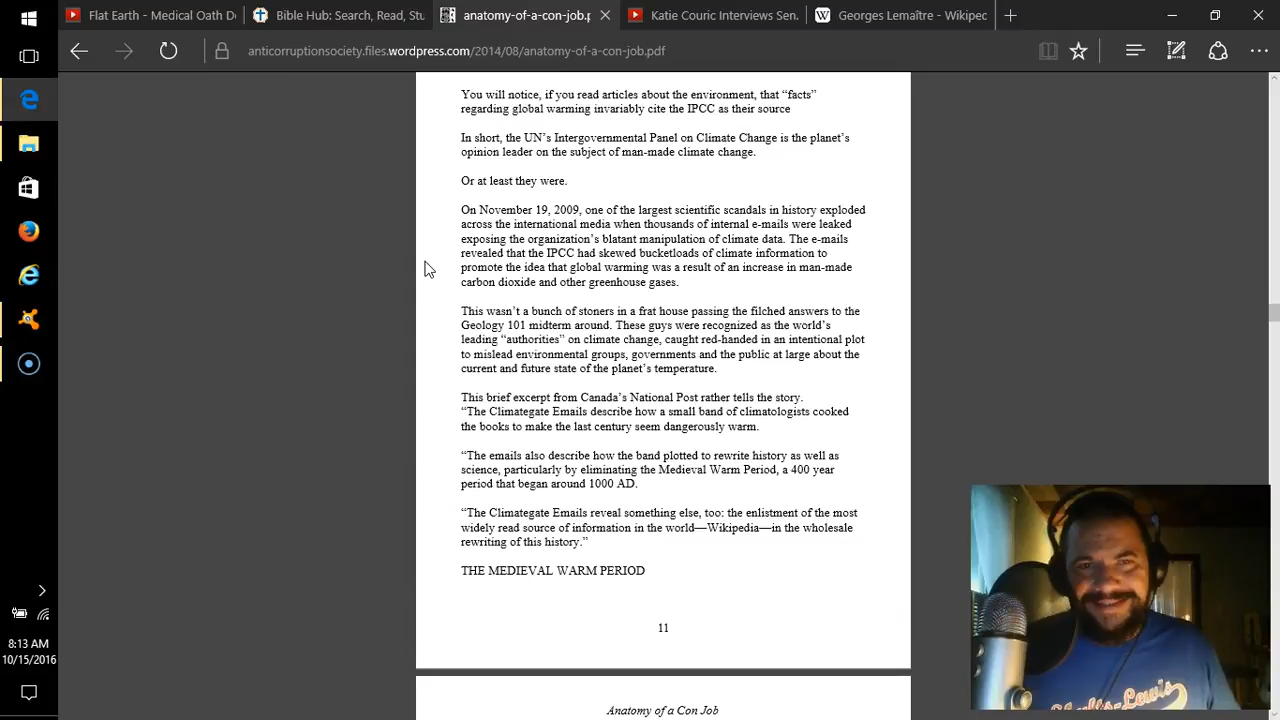 Flat Earth - Medical Oath D
Bible Hub: Search, Read, Stu
anatomy-of-a-con-job.p
Katie Couric Interviews Sen.
Georges Lemaître - Wikipec
anticorruptionsociety.files.wordpress.com/2014/08/anatomy-of-a-con-job.pdf
You will notice, if you read articles about the environment, that “facts”
regarding global warming invariably cite the IPCC as their source
In short, the UN’s Intergovernmental Panel on Climate Change is the planet’s
opinion leader on the subject of man-made climate change.
Or at least they were.
On November 19, 2009, one of the largest scientific scandals in history exploded
across the international media when thousands of internal e-mails were leaked
exposing the organization’s blatant manipulation of climate data. The e-mails
revealed that the IPCC had skewed bucketloads of climate information to
promote the idea that global warming was a result of an increase in man-made
carbon dioxide and other greenhouse gases.
This wasn’t a bunch of stoners in a frat house passing the filched answers to the
Geology 101 midterm around. These guys were recognized as the world’s
leading “authorities” on climate change, caught red-handed in an intentional plot
to mislead environmental groups, governments and the public at large about the
current and future state of the planet’s temperature.
This brief excerpt from Canada’s National Post rather tells the story.
“The Climategate Emails describe how a small band of climatologists cooked
the books to make the last century seem dangerously warm.
“The emails also describe how the band plotted to rewrite history as well as
science, particularly by eliminating the Medieval Warm Period, a 400 year
period that began around 1000 AD.
“The Climategate Emails reveal something else, too: the enlistment of the most
widely read source of information in the world—Wikipedia—in the wholesale
rewriting of this history.”
THE MEDIEVAL WARM PERIOD
11
Anatomy of a Con Job
8:13 AM
10/15/2016